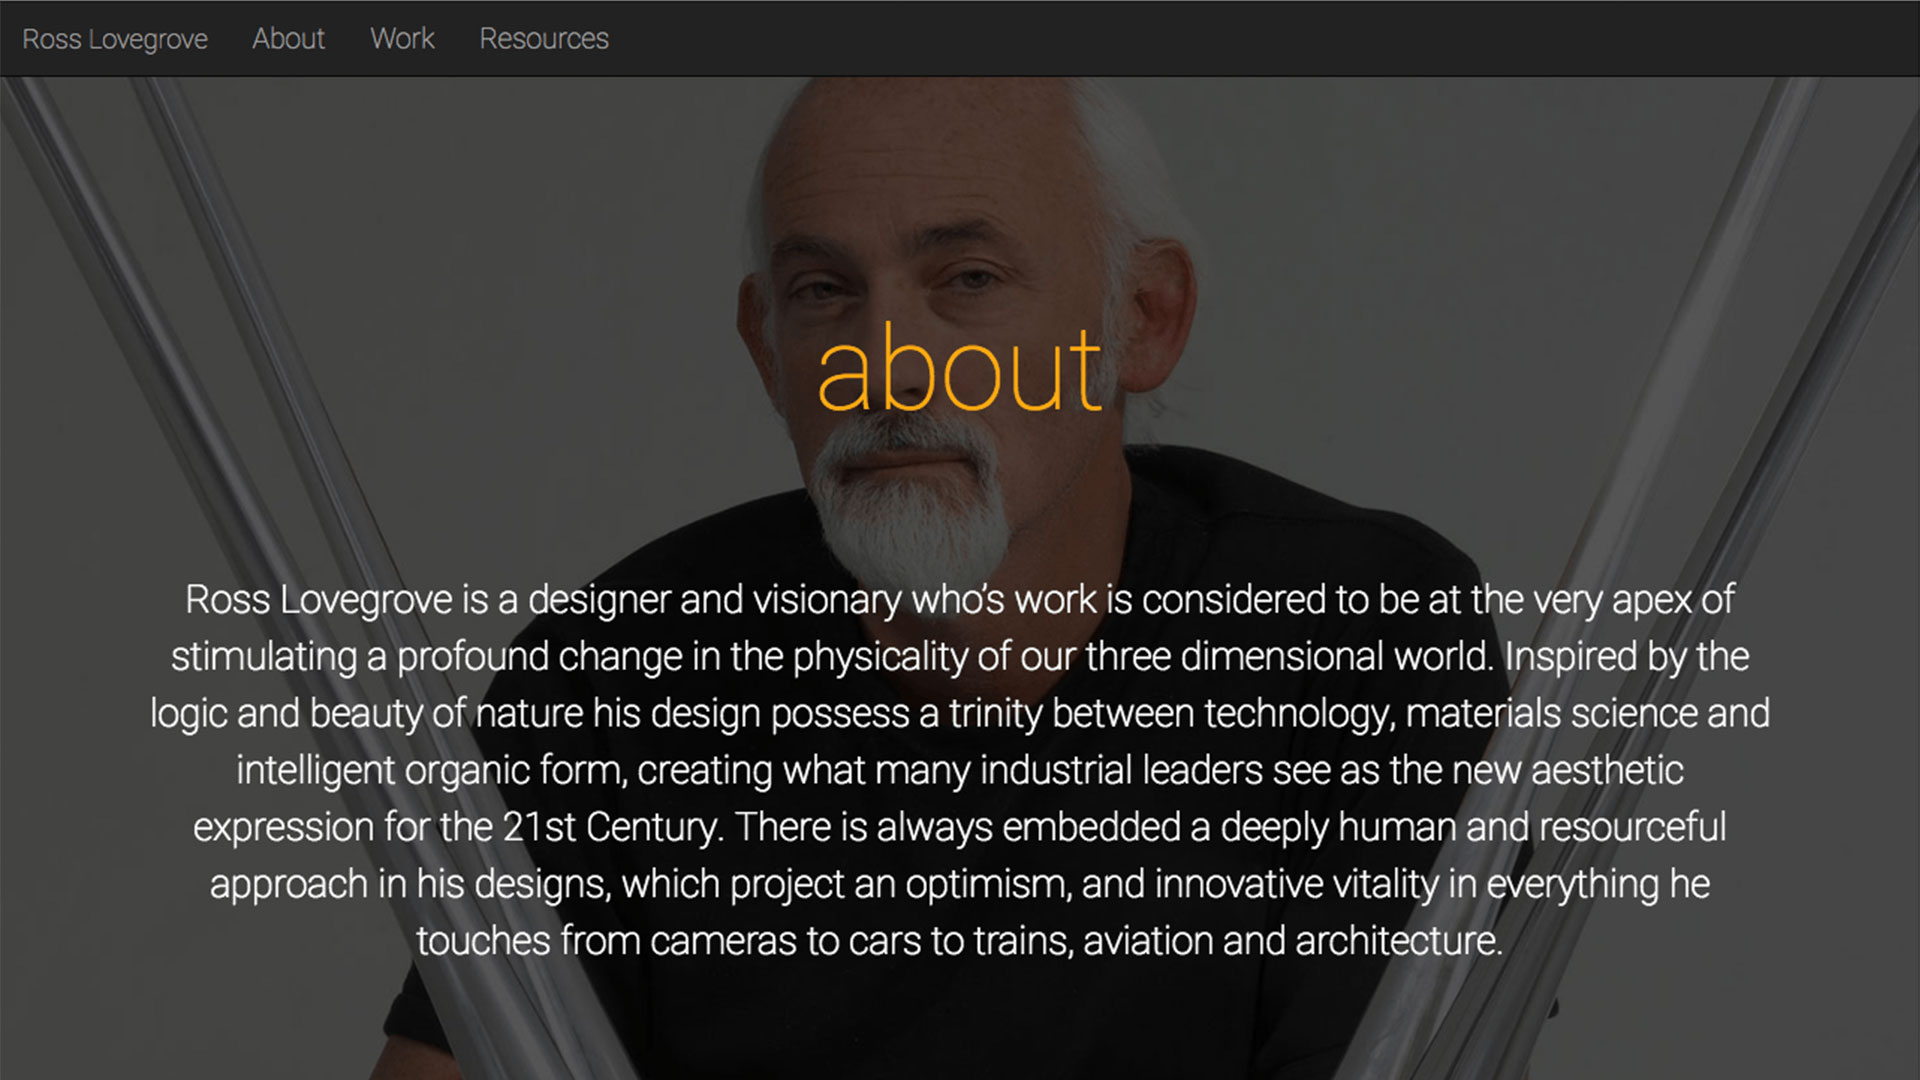 Ross Lovegrove About Work Resources
about
Ross Lovegrove is a designer and visionary who’s work is considered to be at the very apex of
stimulating a profound change in the physicality of our three dimensional world. Inspired by the
logic and beauty of nature his design possess a trinity between technology, materials science and
intelligent organic form, creating what many industrial leaders see as the new aesthetic
expression for the 21st Century. There is always embedded a deeply human and resourceful
approach in his designs, which project an optimism, and innovative vitality in everything he
touches from cameras to cars to trains, aviation and architecture.